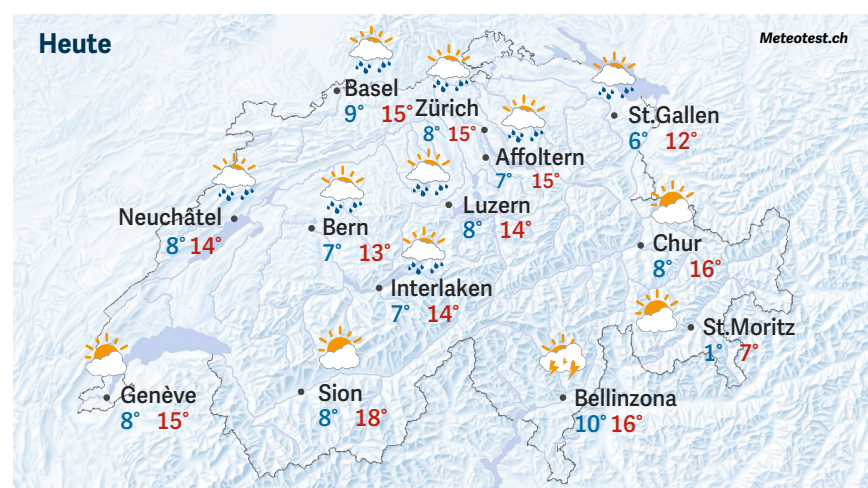 Heute
Meteotest.ch
Basel
9° 15°
Zürich
8° 15°
St.Gallen
6° 12°
Affoltern
7° 15°
Neuchâtel
8° 14°
Bern
7° 13°
Luzern
8° 14°
Chur
8° 16°
Interlaken
7° 14°
St.Moritz
1° 7°
Genève
8° 15°
Sion
8° 18°
Bellinzona
10° 16°